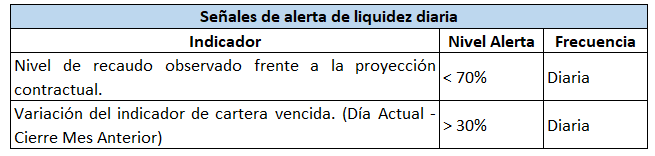 Señales de alerta de liquidez diaria
Indicador Nivel Alerta Frecuencia
Nivel de recaudo observado frente a la proyección
contractual.
< 70% Diaria
Variación del indicador de cartera vencida. (Día Actual -
Cierre Mes Anterior)
> 30% Diaria